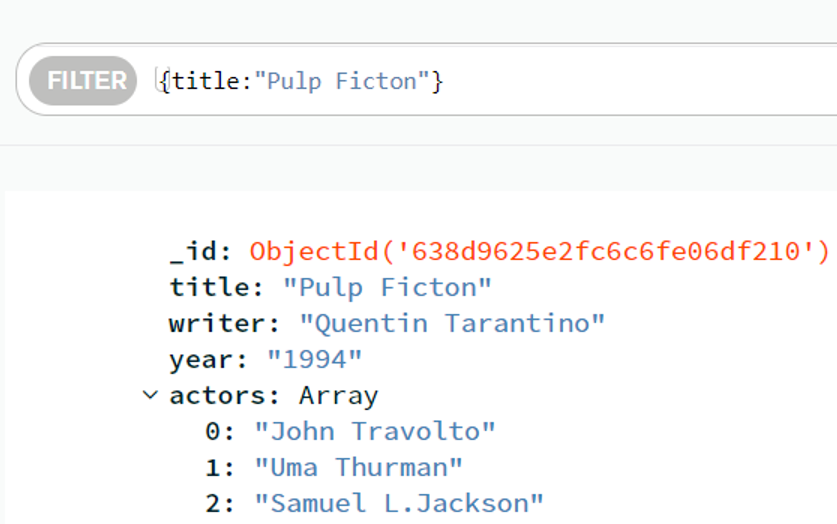 FILTER {title:"Pulp Ficton"}
_id: ObjectId('638d9625e2fc6c6fe06df210')
title: "Pulp Ficton"
writer: "Quentin Tarantino"
year: "1994"
actors: Array
0: "John Travolto"
1: "Uma Thurman"
2: "Samuel L.Jackson"